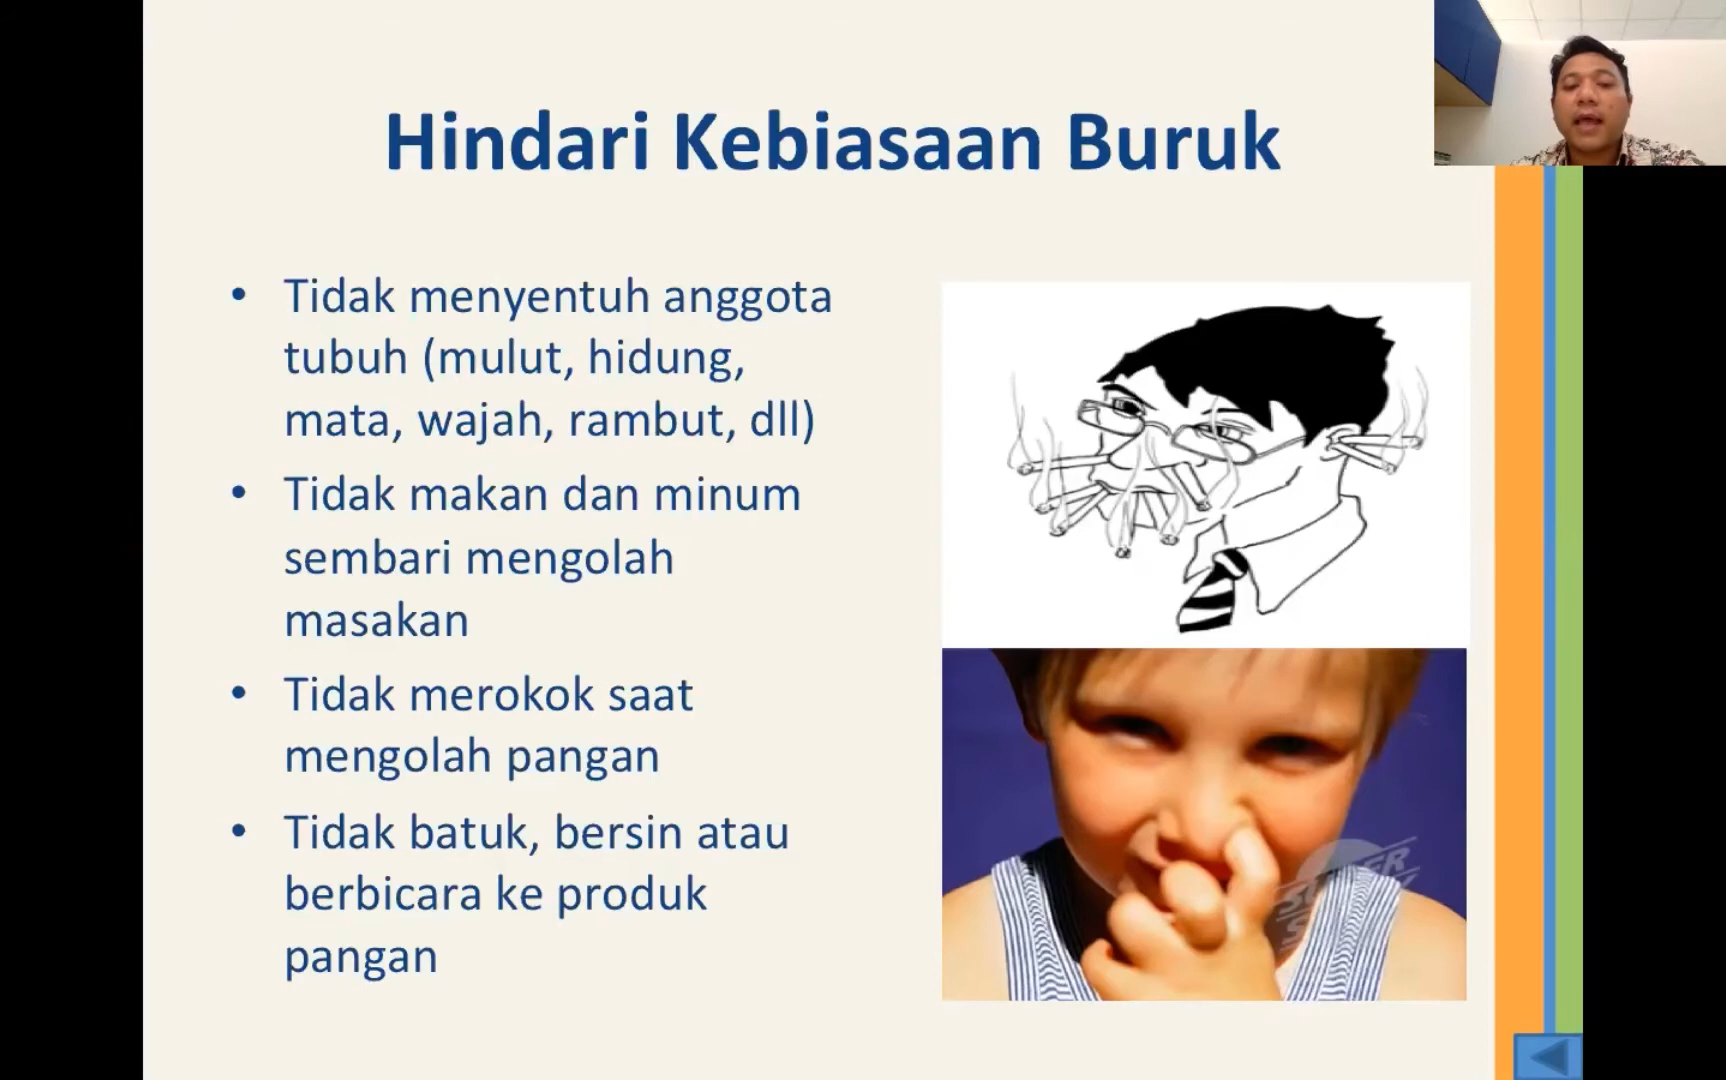 Hindari Kebiasaan Buruk
• Tidak menyentuh anggota
tubuh (mulut, hidung,
mata, wajah, rambut, dll)
• Tidak makan dan minum
sembari mengolah
masakan
• Tidak merokok saat
mengolah pangan
• Tidak batuk, bersin atau
berbicara ke produk
pangan